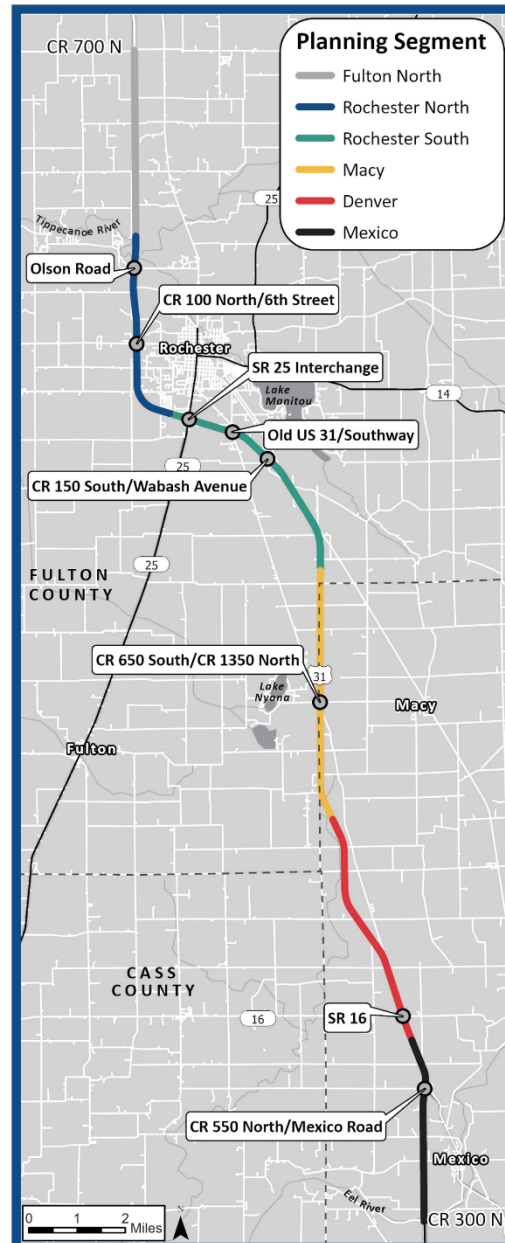 CR 700 N
Planning Segment
Fulton North
Rochester North
Rochester South
Macy
Denver
Mexico
25
Tippecanoe River
Olson Road
CR 100 North/6th Street
Rochester
SR 25 Interchange
Lake
Manitou
14
Old US 31/Southway
25
CR 150 South/Wabash Avenue
25
FULTON
COUNTY
CR 650 South/CR 1350 North
31
Lake
Nyona
Macy
Fulton
CASS
COUNTY
16
SR 16
CR 550 North/Mexico Road
Mexico
Eel River
CR 300 N
0 1 2
Miles
N